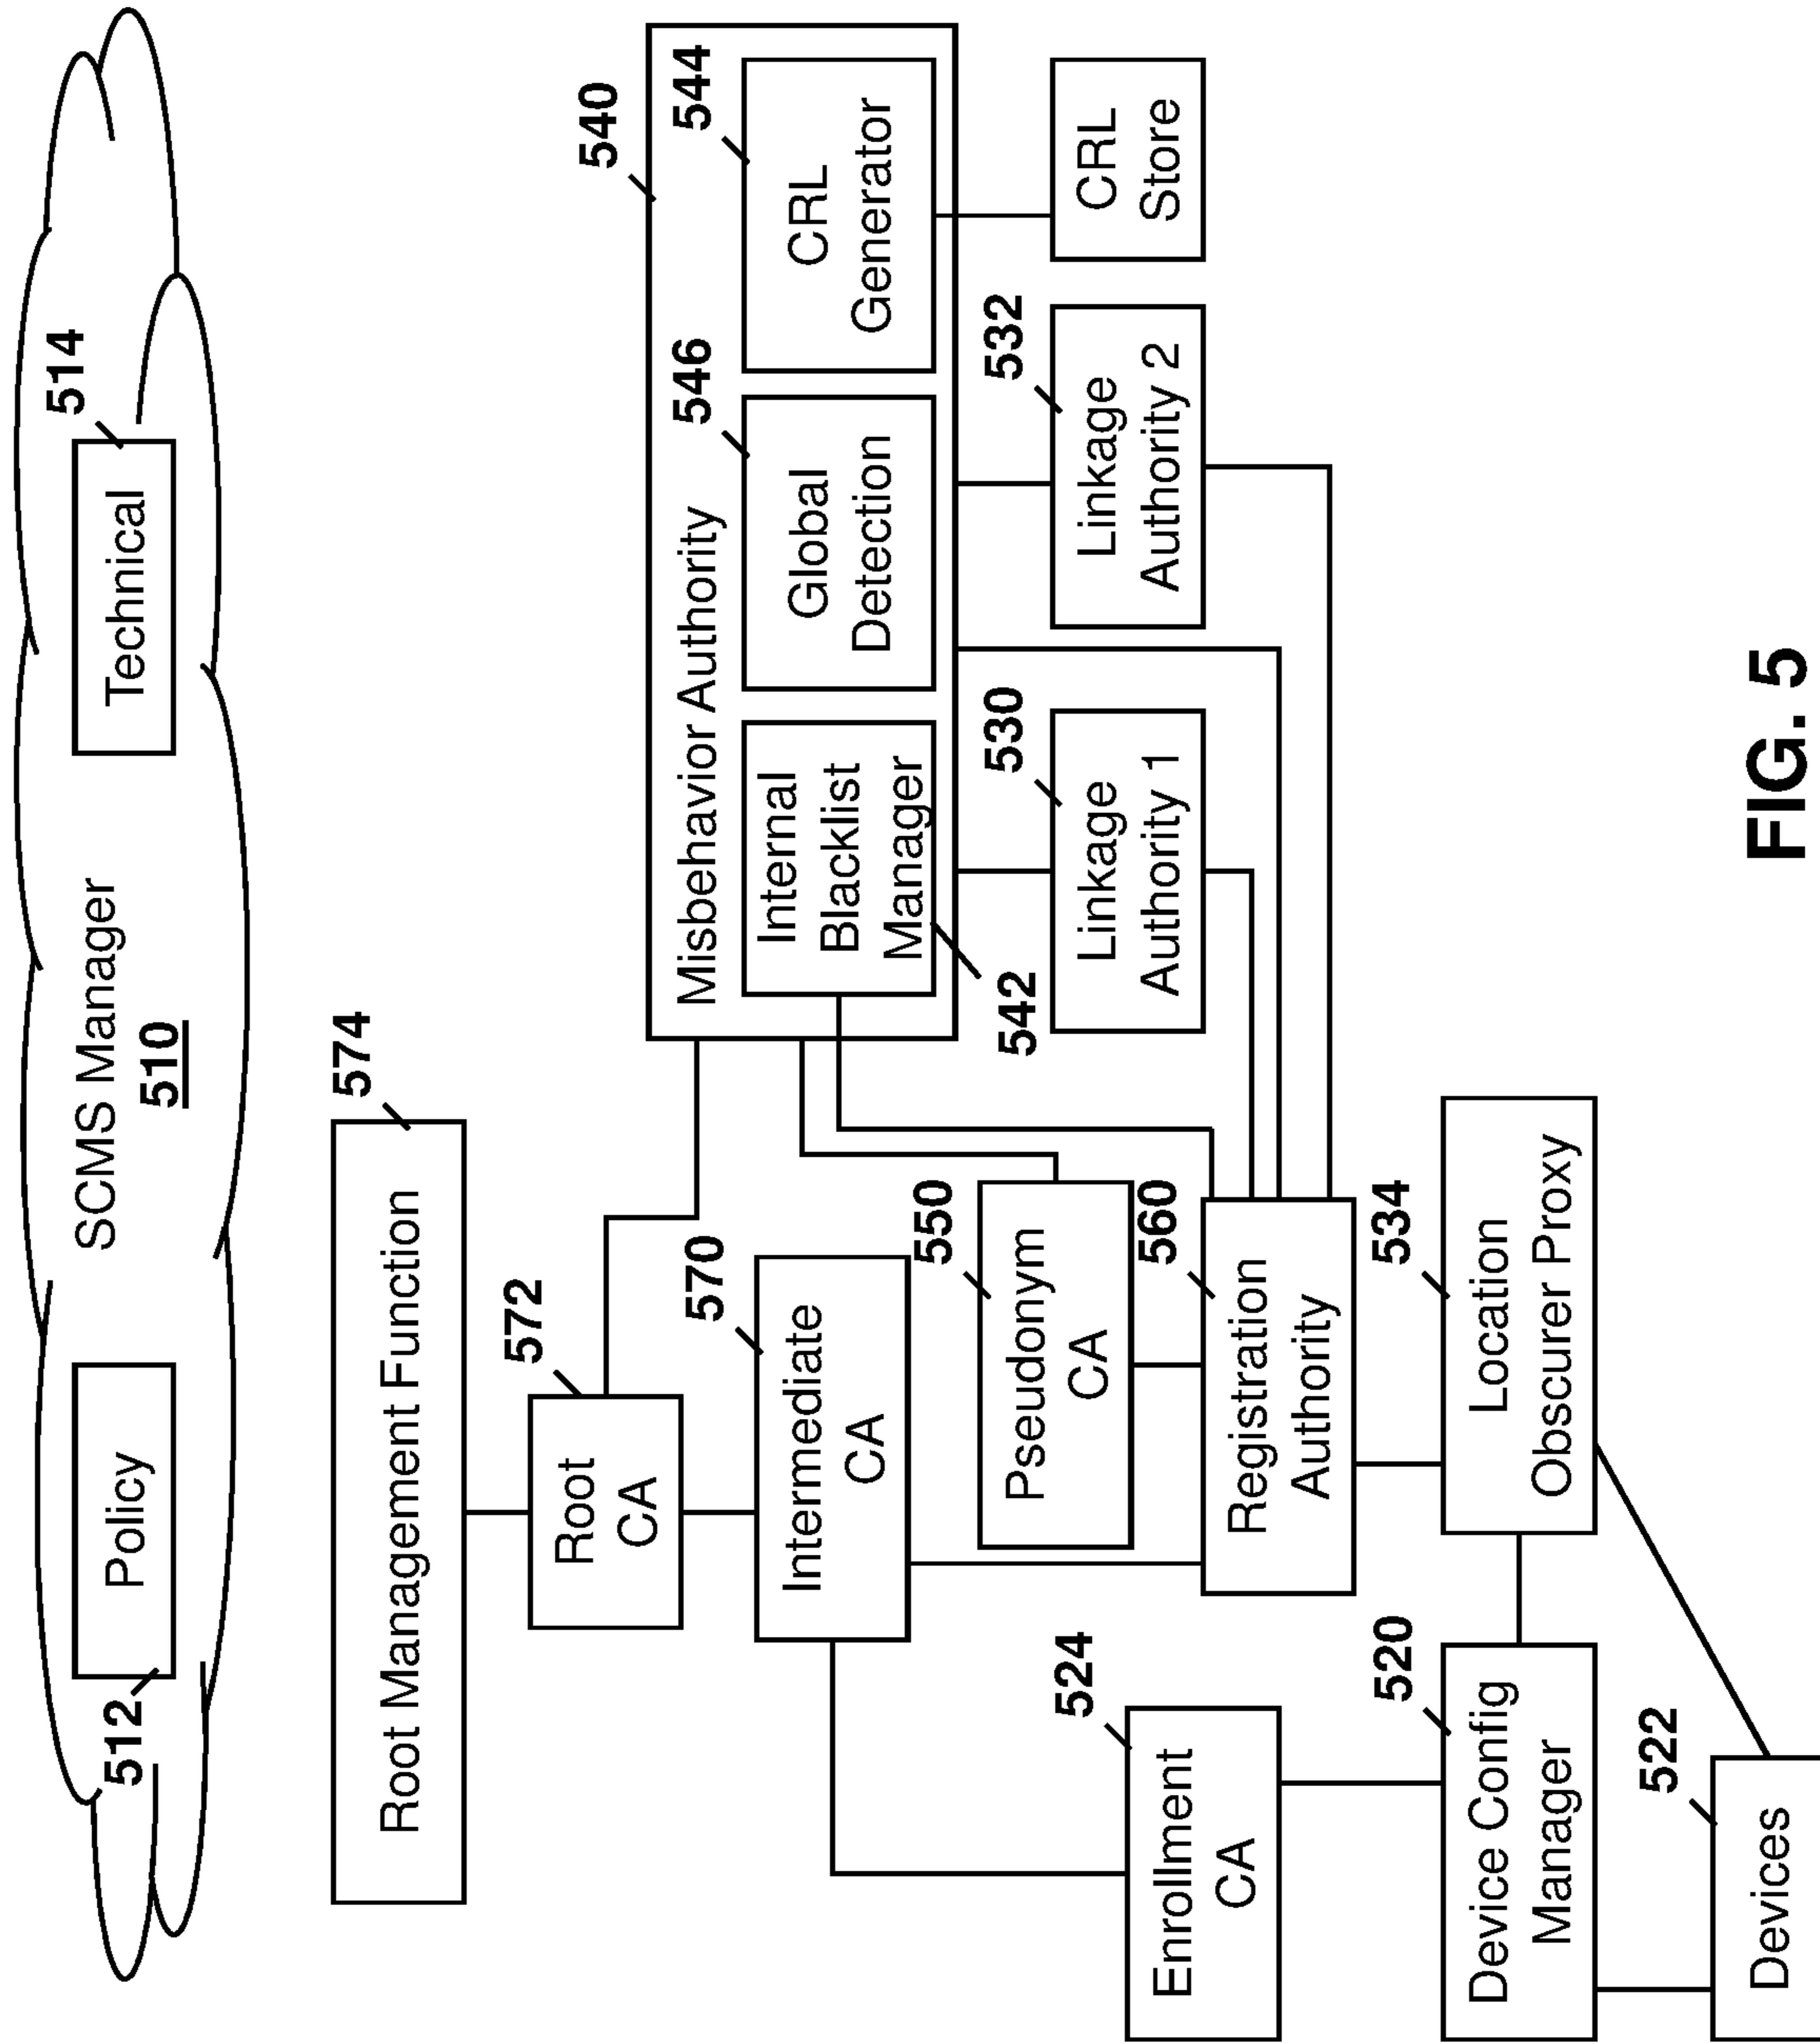 SCMS Manager
510
Policy
512
Technical
514
Root Management Function
574
Root
CA
572
Intermediate
CA
570
Misbehavior Authority
540
Internal
Blacklist
Manager
542
Global
Detection
546
CRL
Generator
544
Enrollment
CA
524
Pseudonym
CA
550
Linkage
Authority 1
530
Linkage
Authority 2
532
CRL
Store
Registration
Authority
560
Device Config
Manager
520
Location
Obscurer Proxy
534
Devices
522
FIG. 5